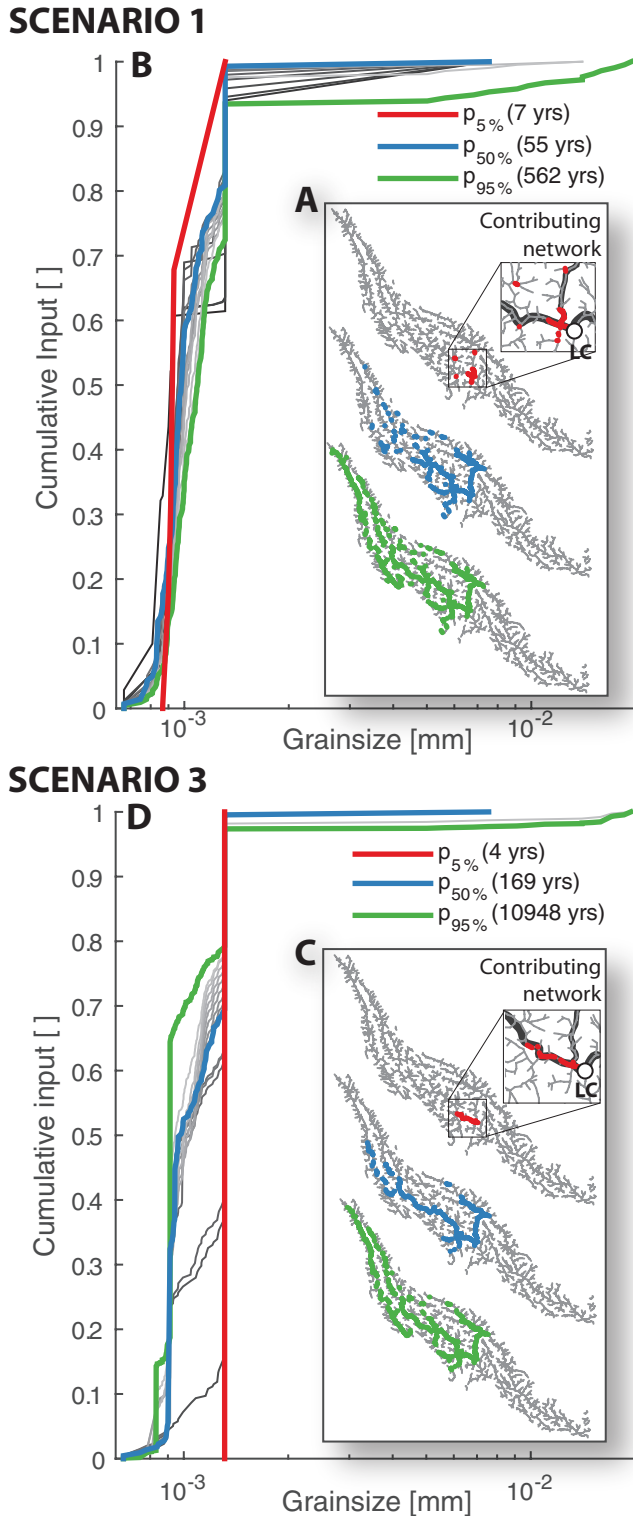 SCENARIO 1
B
1
0.9
0.8
0.7
0.6
0.5
0.4
0.3
0.2
0.1
0
Cumulative Input [ ]
p5% (7 yrs)
p50% (55 yrs)
p95% (562 yrs)
A
Contributing
network
LC
10-3
10-2
Grainsize [mm]
SCENARIO 3
D
1
0.9
0.8
0.7
0.6
0.5
0.4
0.3
0.2
0.1
0
Cumulative input [ ]
p5% (4 yrs)
p50% (169 yrs)
p95% (10948 yrs)
C
Contributing
network
LC
10-3
10-2
Grainsize [mm]